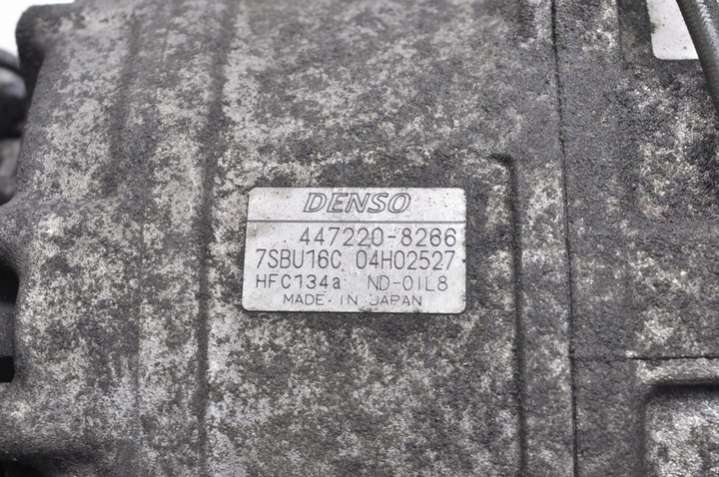 DENSO
447220-8266
7SBU16C 04H02527
HFC134a ND-OIL8
MADE IN JAPAN